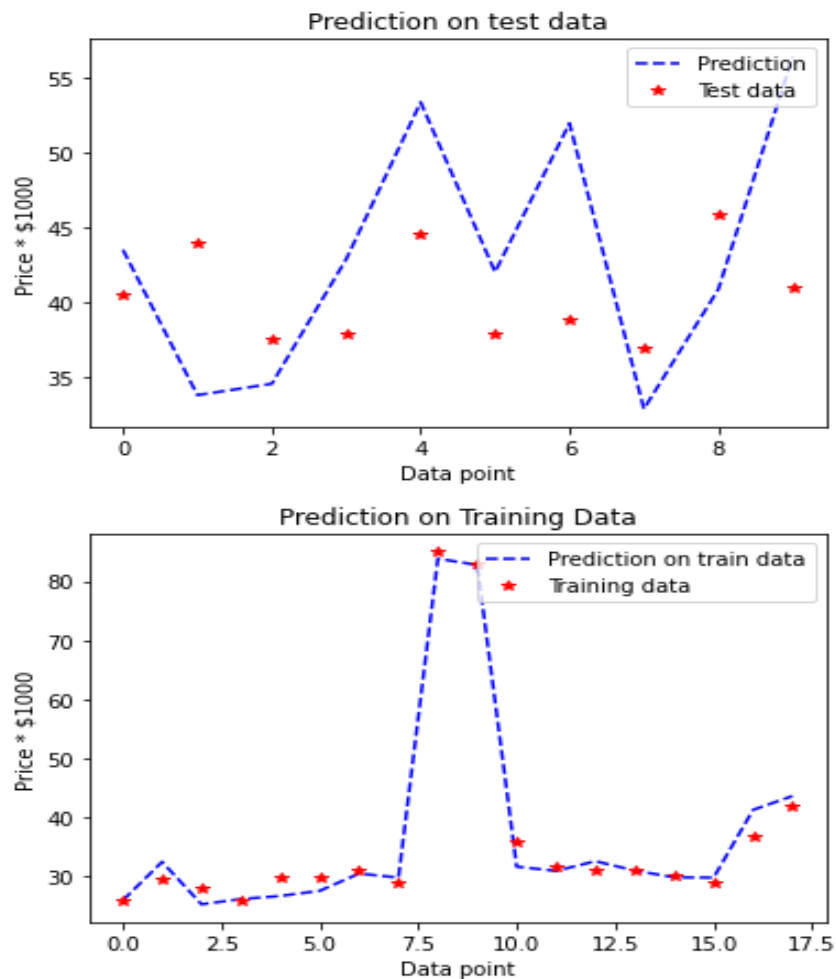 Prediction on test data
Prediction
Test data
55
50
45
40
35
Price * $1000
0 2 4 6 8
Data point
Prediction on Training Data
Prediction on train data
Training data
80
70
60
50
40
30
Price * $1000
0.0 2.5 5.0 7.5 10.0 12.5 15.0 17.5
Data point